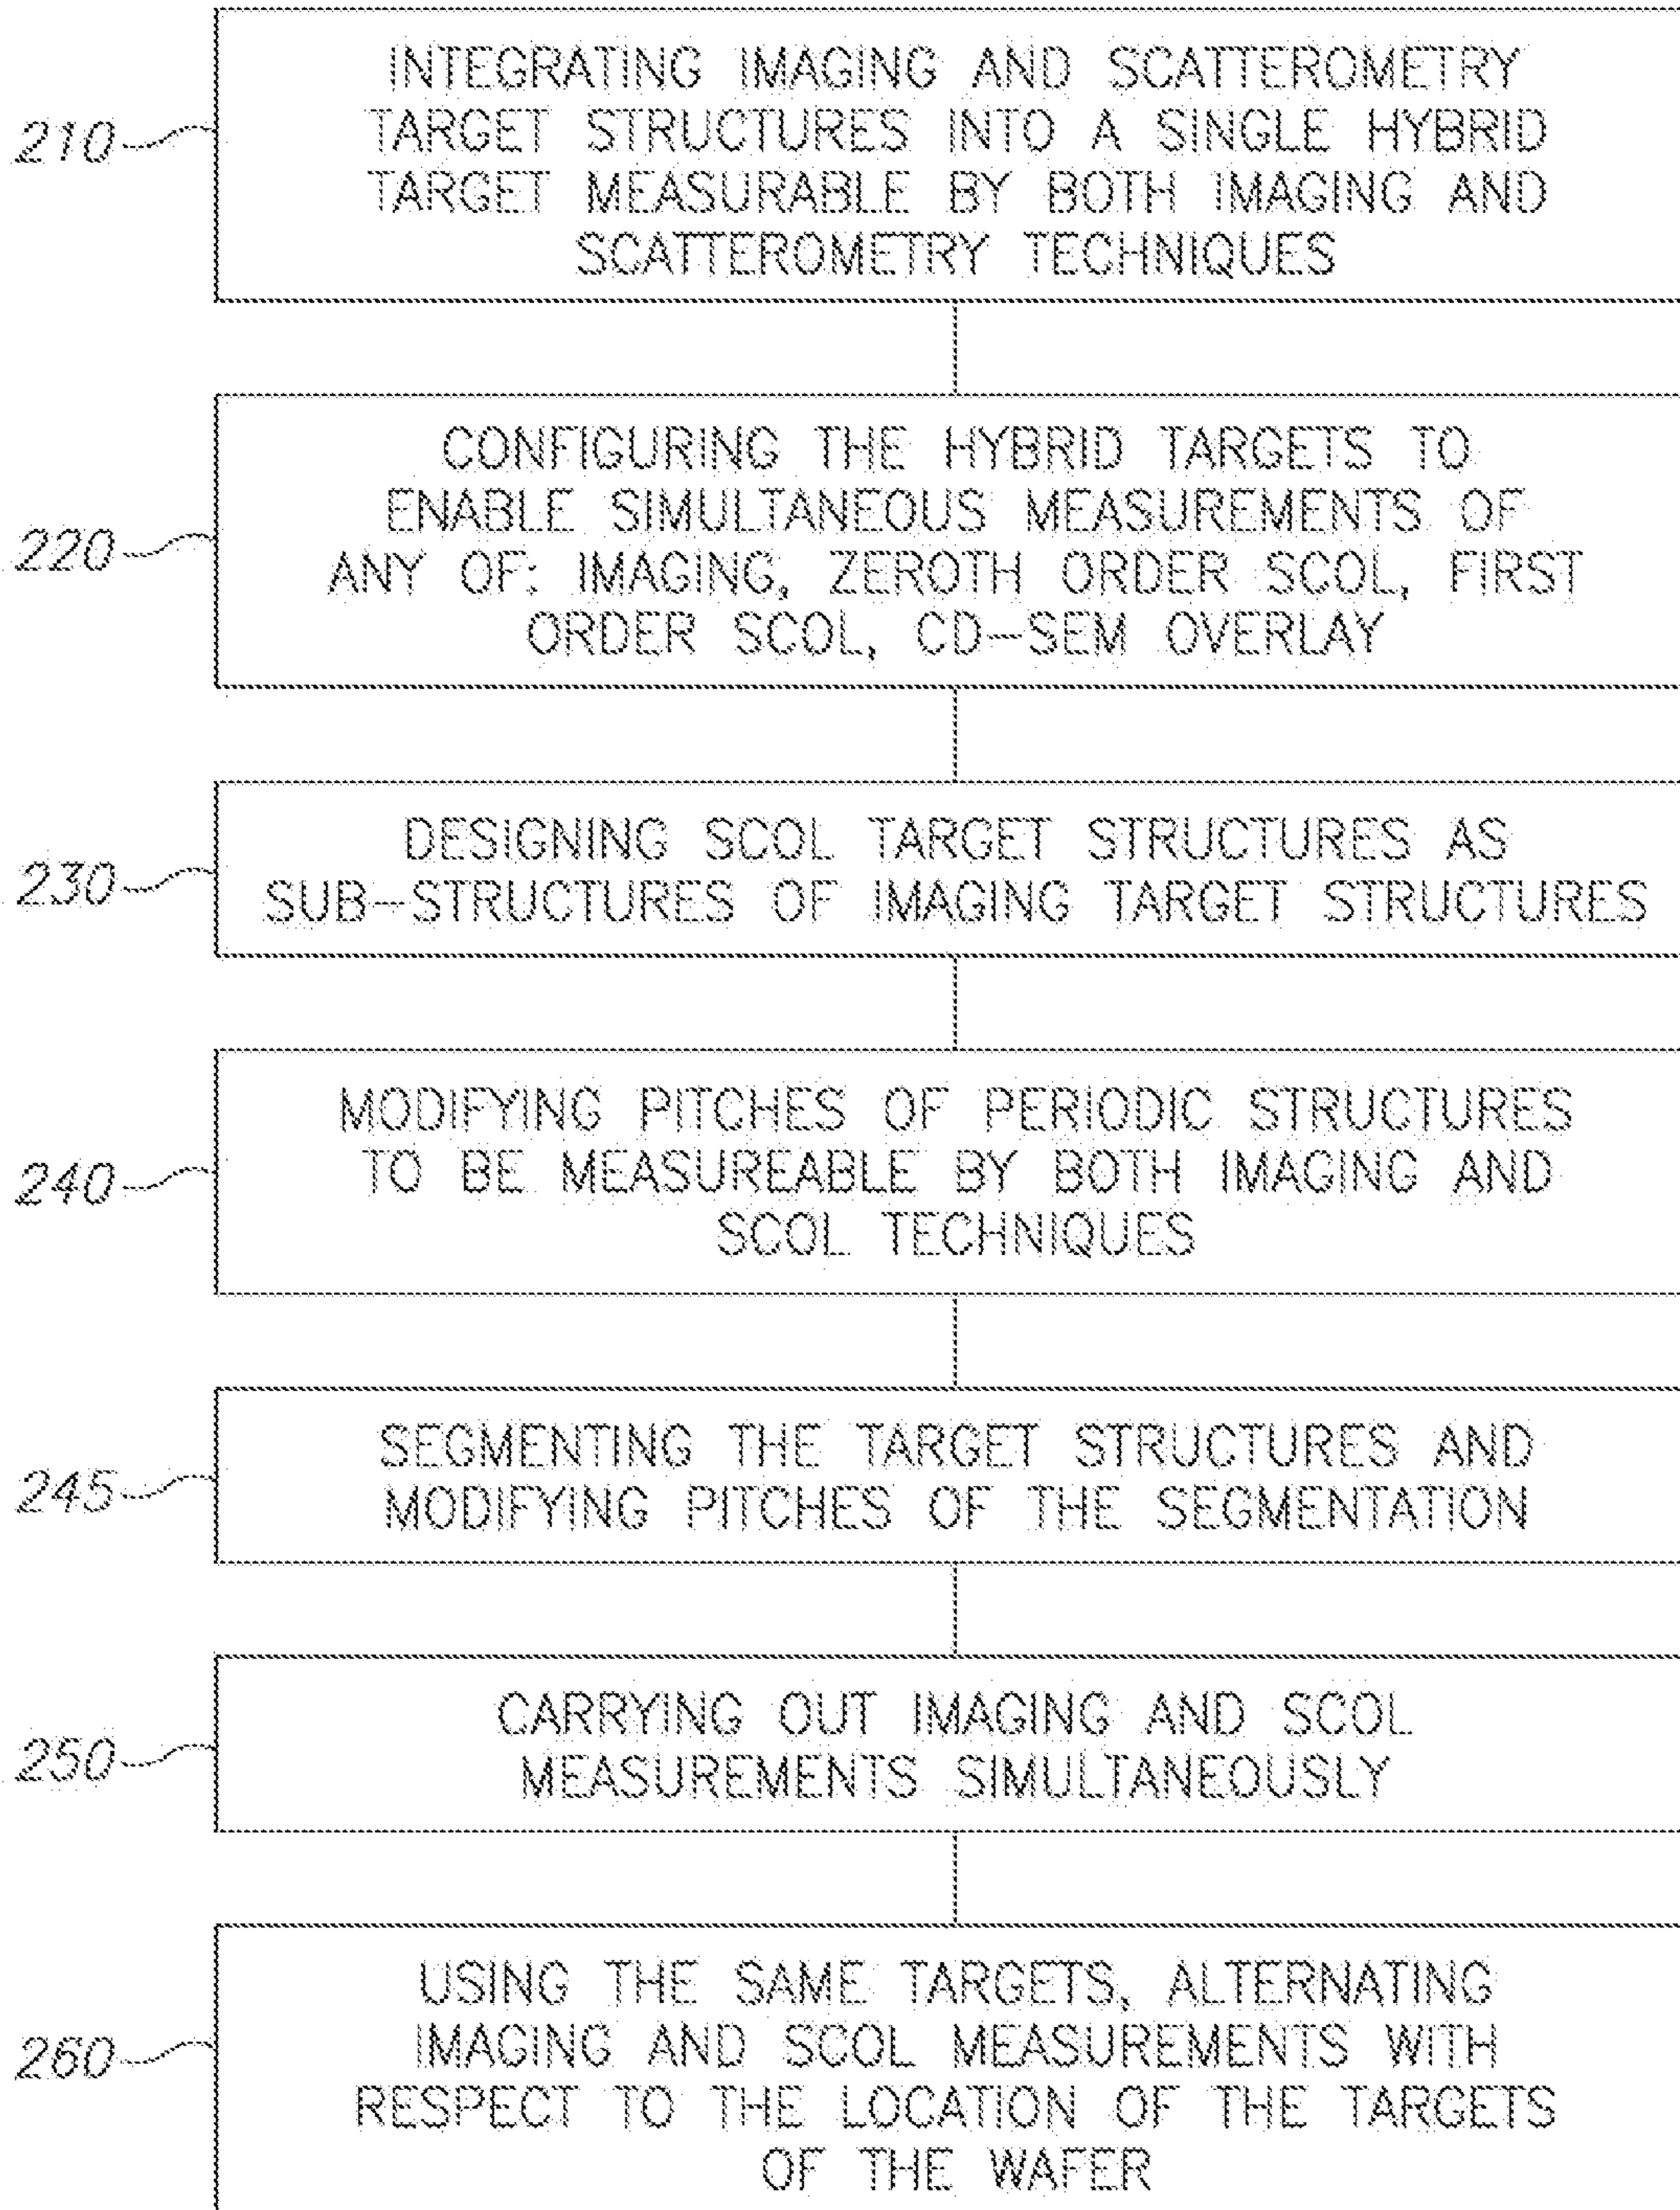 210
INTEGRATING IMAGING AND SCATTEROMETRY
TARGET STRUCTURES INTO A SINGLE HYBRID
TARGET MEASURABLE BY BOTH IMAGING AND
SCATTEROMETRY TECHNIQUES
220
CONFIGURING THE HYBRID TARGETS TO
ENABLE SIMULTANEOUS MEASUREMENTS OF
ANY OF: IMAGING, ZEROTH ORDER SCOL, FIRST
ORDER SCOL, CD-SEM OVERLAY
230
DESIGNING SCOL TARGET STRUCTURES AS
SUB-STRUCTURES OF IMAGING TARGET STRUCTURES
240
MODIFYING PITCHES OF PERIODIC STRUCTURES
TO BE MEASUREABLE BY BOTH IMAGING AND
SCOL TECHNIQUES
245
SEGMENTING THE TARGET STRUCTURES AND
MODIFYING PITCHES OF THE SEGMENTATION
250
CARRYING OUT IMAGING AND SCOL
MEASUREMENTS SIMULTANEOUSLY
260
USING THE SAME TARGETS, ALTERNATING
IMAGING AND SCOL MEASUREMENTS WITH
RESPECT TO THE LOCATION OF THE TARGETS
OF THE WAFER